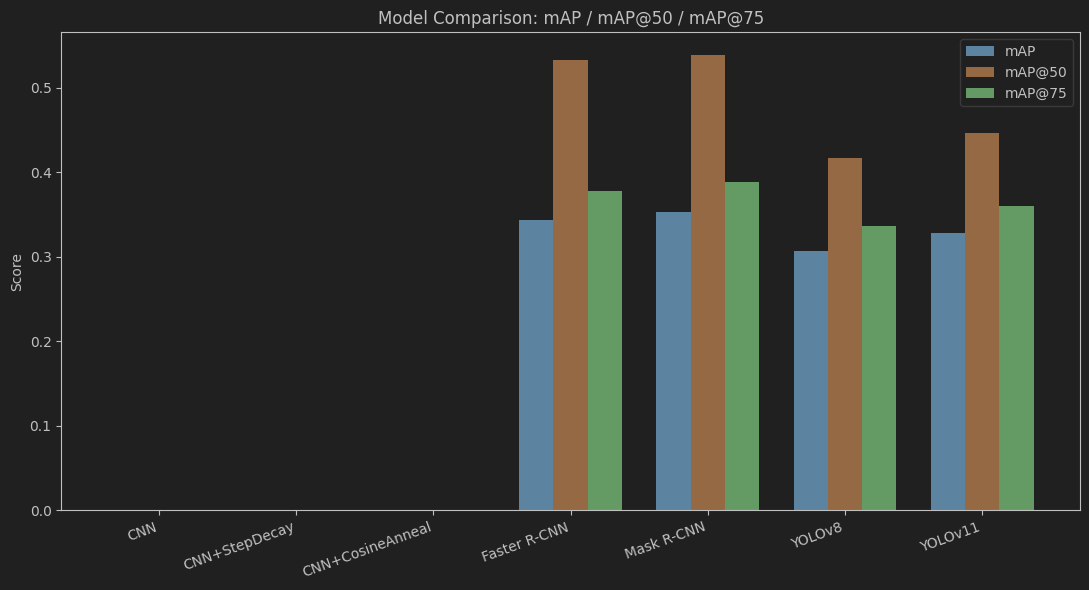 Model Comparison: mAP / mAP@50 / mAP@75
mAP
mAP@50
mAP@75
Score
0.5
0.4
0.3
0.2
0.1
0.0
CNN
CNN+StepDecay
CNN+CosineAnneal
Faster R-CNN
Mask R-CNN
YOLOv8
YOLOv11